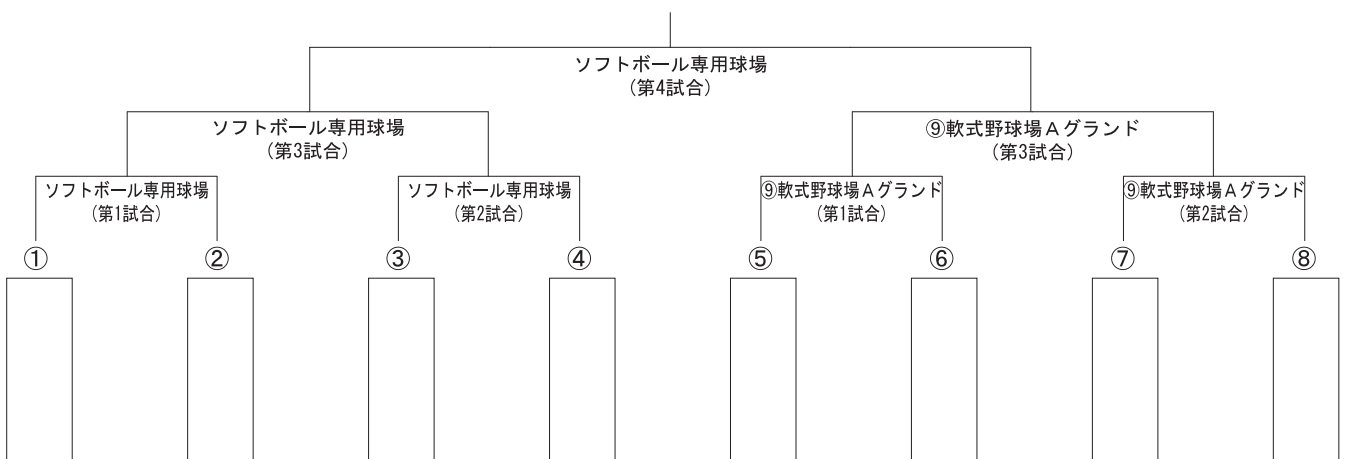 ソフトボール専用球場
(第4試合)
ソフトボール専用球場
(第3試合)
⑨軟式野球場Aグランド
(第3試合)
ソフトボール専用球場
(第1試合)
ソフトボール専用球場
(第2試合)
⑨軟式野球場Aグランド
(第1試合)
⑨軟式野球場Aグランド
(第2試合)
① ② ③ ④ ⑤ ⑥ ⑦ ⑧